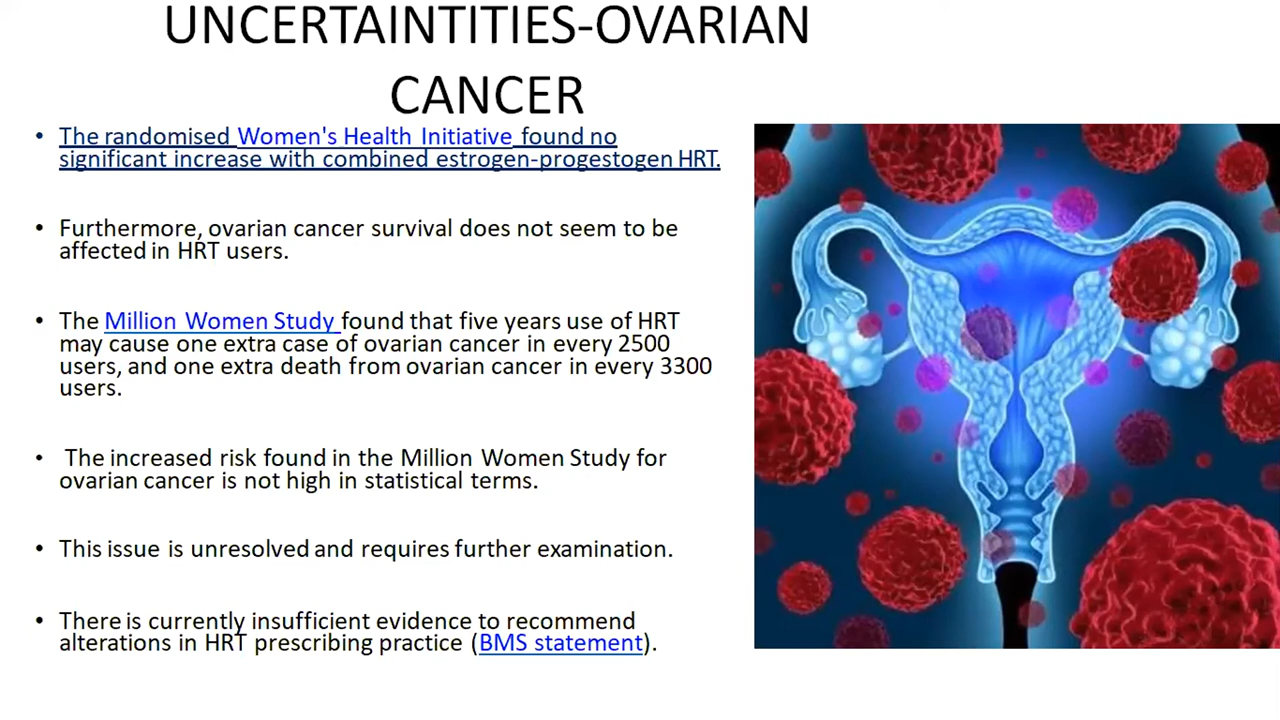 UNCERTAINTITIES-OVARIAN
CANCER
• The randomised Women's Health Initiative found no
significant increase with combined estrogen-progestogen HRT.
• Furthermore, ovarian cancer survival does not seem to be
affected in HRT users.
• The Million Women Study found that five years use of HRT
may cause one extra case of ovarian cancer in every 2500
users, and one extra death from ovarian cancer in every 3300
users.
• The increased risk found in the Million Women Study for
ovarian cancer is not high in statistical terms.
• This issue is unresolved and requires further examination.
• There is currently insufficient evidence to recommend
alterations in HRT prescribing practice (BMS statement).